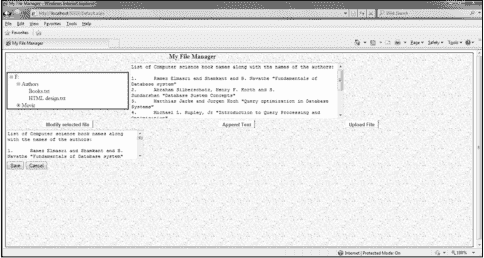 My File Manager - Windows Internet Explorer
File Edit View Favorites Tools Help
Favorites
My File Manager
Page Safety Tools
My File Manager
List of Computer science book names along with the names of the authors:
1. Ramez Elmasri and Shamkant and B. Navathe "Fundamentals of
Database system"
2. Abraham Silberschatz, Henry F. Korth and S.
Sundarshan "Database System Concepts"
3. Matthias Jarke and Jurgen Koch "Query optimization in Database
Systems"
4. Michael L. Rupley, Jr "Introduction to Query Processing and
F:
Authors
Books.txt
HTML design.txt
Mpvig
Modify selected file
Append Text
Upload File
List of Computer science book names along
with the names of the authors:
1. Ramez Elmasri and Shamkant and B.
Navathe "Fundamentals of Database system"
Save Cancel
Internet | Protected Mode: On
100%